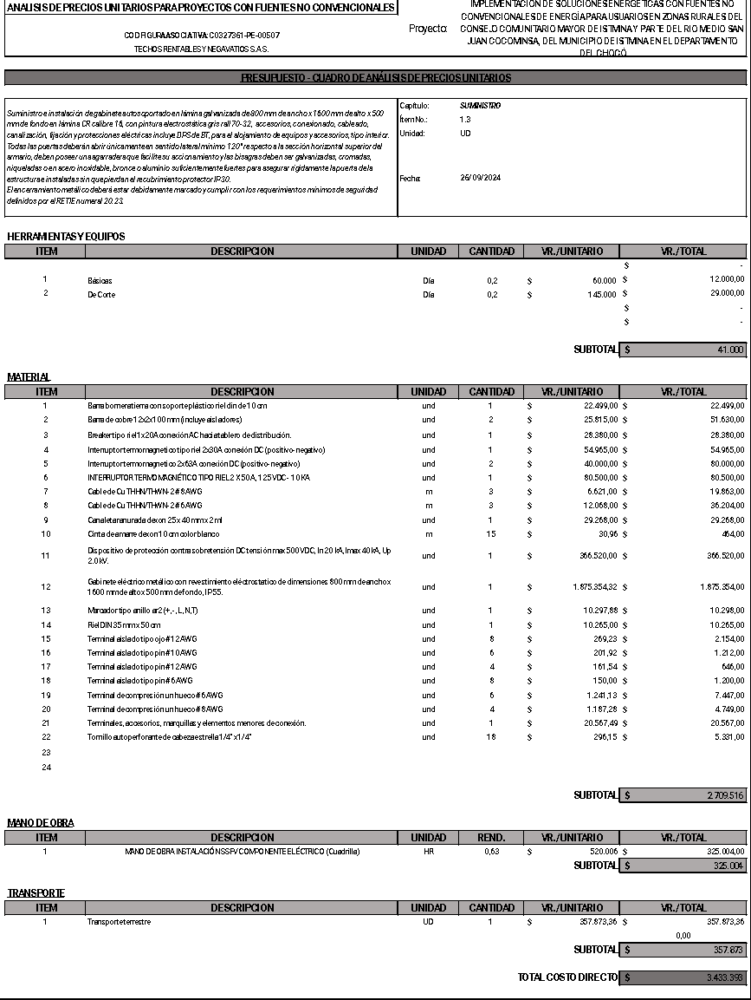 ANALISIS DE PRECIOS UNITARIOS PARA PROYECTOS CON FUENTES NO CONVENCIONALES
CODI FIGURA ASOCIATIVA: C0327361-PE-00507
TECHOS RENTABLES Y NEGAVATIOS S.A.S.
Proyecto:
IMPLEMENTACIÓN DE SOLUCIONES ENERGÉTICAS CON FUENTES NO
CONVENCIONALES DE ENERGÍA PARA USUARIOS EN ZONAS RURALES DEL
CONSEJO COMUNITARIO MAYOR DE ISTMINA Y PARTE DEL RIO MEDIO SAN
JUAN COCOMINSA, DEL MUNICIPIO DE ISTMINA EN EL DEPARTAMENTO
DEL CHOCÓ
PRESUPUESTO - CUADRO DE ANÁLISIS DE PRECIOS UNITARIOS
Suministro e instalación de gabinete autosoportado en lámina galvanizada de 800 mm de ancho x 1600 mm de alto x 500
mm de fondo en lámina CR calibre 16, con pintura electrostática gris rall 70-32, accesorios, conexionado, cableado,
canalización, fijación y protecciones eléctricas incluye DPS de BT, para el alojamiento de equipos y accesorios, tipo interior.
Todas las puertas deberán abrir únicamente en sentido lateral mínimo 120° respecto a la sección horizontal superior del
armario, deben poseer una agarradera que facilite su accionamiento y las bisagras deben ser galvanizadas, cromadas,
niqueladas o en acero inoxidable, bronce o aluminio suficientemente fuertes para asegurar rígidamente la puerta de la
estructura e instaladas sin que pierdan el recubrimiento protector IP30.
El encerramiento metálico deberá estar debidamente marcado y cumplir con los requerimientos mínimos de seguridad
definidos por el RETIE numeral 20.23.
Capítulo: SUMINISTRO
Ítem No.: 1.3
Unidad: UD
Fecha: 26/09/2024
HERRAMIENTAS Y EQUIPOS
ITEM DESCRIPCION UNIDAD CANTIDAD VR./UNITARIO VR./TOTAL
$ -
1 Básicas Día 0,2 $ 60.000 $ 12.000,00
2 De Corte Día 0,2 $ 145.000 $ 29.000,00
$ -
$ -
SUBTOTAL $ 41.000
MATERIAL
ITEM DESCRIPCION UNIDAD CANTIDAD VR./UNITARIO VR./TOTAL
1 Barra bornera tierra con soporte plástico riel din de 10 cm und 1 $ 22.499,00 $ 22.499,00
2 Barra de cobre 12x2x100 mm (incluye aisladores) und 2 $ 25.815,00 $ 51.630,00
3 Breaker tipo riel 1x20A conexión AC hacia tablero de distribución. und 1 $ 28.380,00 $ 28.380,00
4 Interruptor termomagnetico tipo riel 2x30A conexión DC (positivo- negativo) und 1 $ 54.965,00 $ 54.965,00
5 Interruptor termomagnetico 2x63A conexión DC (positivo- negativo) und 2 $ 40.000,00 $ 80.000,00
6 INTERRUPTOR TERMOMAGNÉTICO TIPO RIEL 2 X 50 A, 125 VDC - 10 KA und 1 $ 80.500,00 $ 80.500,00
7 Cable de Cu THHN/THWN-2 # 8 AWG m 3 $ 6.621,00 $ 19.863,00
8 Cable de Cu THHN/THWN-2 # 6 AWG m 3 $ 12.068,00 $ 36.204,00
9 Canaleta ranurada dexon 25 x 40 mm x 2 ml und 1 $ 29.268,00 $ 29.268,00
10 Cinta de amarre dexon 10 cm color blanco m 15 $ 30,96 $ 464,00
11 Dispositivo de protección contra sobretensión DC tensión max 500 VDC, In 20 kA, Imax 40 kA, Up
2.0 kV. und 1 $ 366.520,00 $ 366.520,00
12 Gabinete eléctrico metálico con revestimiento eléctrostatico de dimensiones 800 mm de ancho x
1600 mm de alto x 500 mm de fondo, IP55. und 1 $ 1.875.354,32 $ 1.875.354,00
13 Marcador tipo anillo ar2 (+, -, L, N,T) und 1 $ 10.297,88 $ 10.298,00
14 Riel DIN 35 mm x 50 cm und 1 $ 10.265,00 $ 10.265,00
15 Terminal aislado tipo ojo # 12 AWG und 8 $ 269,23 $ 2.154,00
16 Terminal aislado tipo pin # 10 AWG und 6 $ 201,92 $ 1.212,00
17 Terminal aislado tipo pin # 12 AWG und 4 $ 161,54 $ 646,00
18 Terminal aislado tipo pin # 6 AWG und 8 $ 150,00 $ 1.200,00
19 Terminal de compresión un hueco # 6 AWG und 6 $ 1.241,13 $ 7.447,00
20 Terminal de compresión un hueco # 8 AWG und 4 $ 1.187,28 $ 4.749,00
21 Terminales, accesorios, marquillas y elementos menores de conexión. und 1 $ 20.567,49 $ 20.567,00
22 Tornillo autoperforante de cabeza estrella 1/4" x 1/4" und 18 $ 296,15 $ 5.331,00
23
24
SUBTOTAL $ 2.709.516
MANO DE OBRA
ITEM DESCRIPCION UNIDAD REND. VR./UNITARIO VR./TOTAL
1 MANO DE OBRA INSTALACIÓN SSFV COMPONENTE ELÉCTRICO (Cuadrilla) HR 0,63 $ 520.006 $ 325.004,00
SUBTOTAL $ 325.004
TRANSPORTE
ITEM DESCRIPCION UNIDAD CANTIDAD VR./UNITARIO VR./TOTAL
1 Transporte terrestre UD 1 $ 357.873,36 $ 357.873,36
0,00
SUBTOTAL $ 357.873
TOTAL COSTO DIRECTO $ 3.433.393